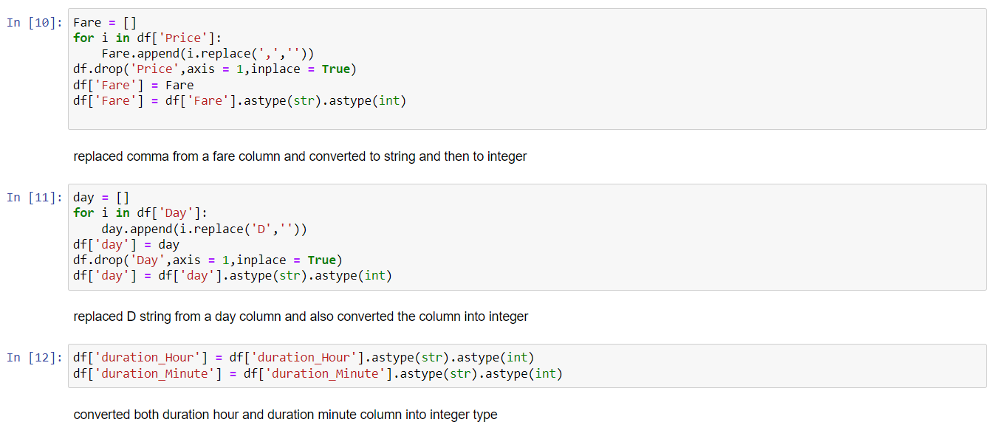 In [10]: Fare = []
for i in df['Price']:
    Fare.append(i.replace(',',''))
df.drop('Price',axis = 1,inplace = True)
df['Fare'] = Fare
df['Fare'] = df['Fare'].astype(str).astype(int)
replaced comma from a fare column and converted to string and then to integer
In [11]: day = []
for i in df['Day']:
    day.append(i.replace('D',''))
df['day'] = day
df.drop('Day',axis = 1,inplace = True)
df['day'] = df['day'].astype(str).astype(int)
replaced D string from a day column and also converted the column into integer
In [12]: df['duration_Hour'] = df['duration_Hour'].astype(str).astype(int)
df['duration_Minute'] = df['duration_Minute'].astype(str).astype(int)
converted both duration hour and duration minute column into integer type